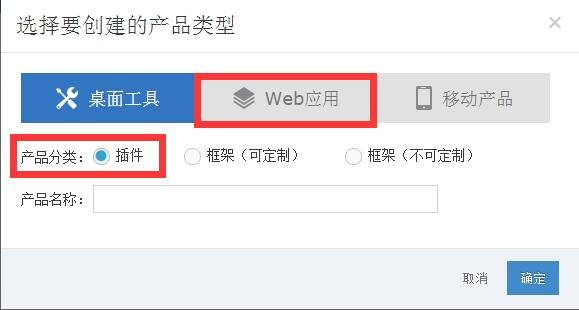 选择要创建的产品类型 ×
桌面工具 Web应用 移动产品
产品分类： 插件 框架（可定制） 框架（不可定制）
产品名称：
取消 确定